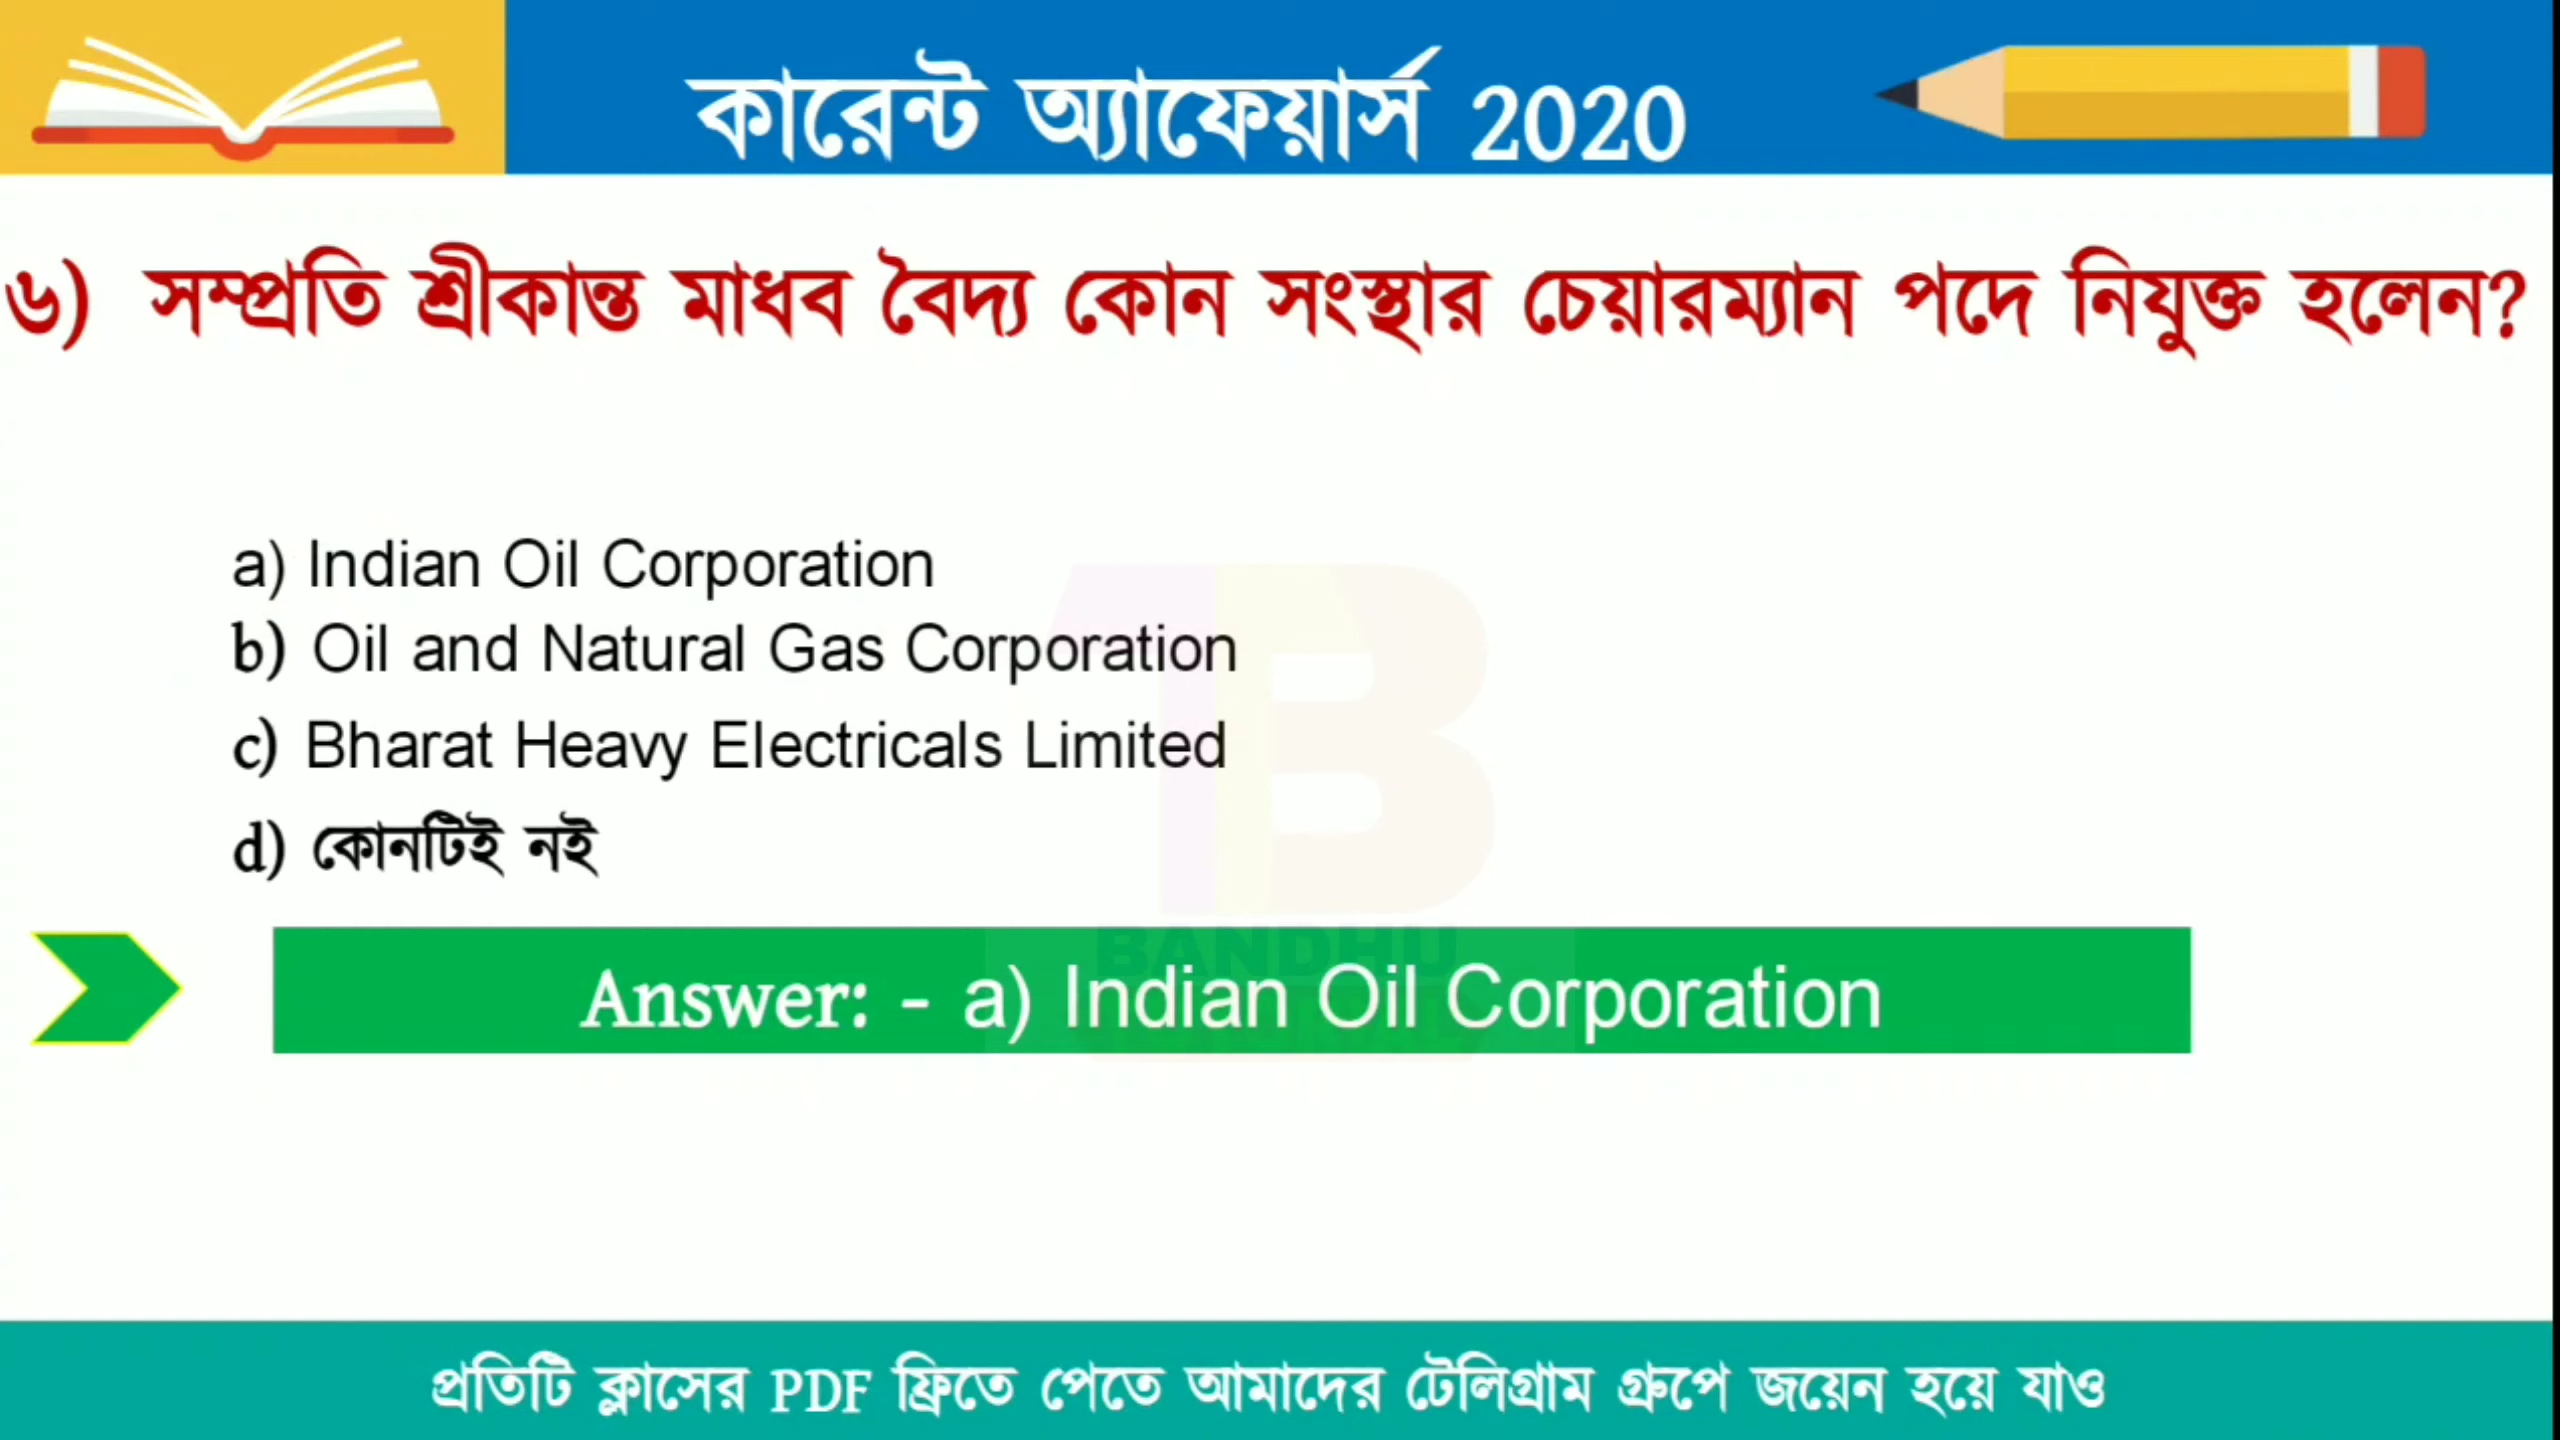 কারেন্ট অ্যাফেয়ার্স 2020
৬) সম্প্রতি শ্রীকান্ত মাধব বৈদ্য কোন সংস্থার চেয়ারম্যান পদে নিযুক্ত হলেন?
a) Indian Oil Corporation
b) Oil and Natural Gas Corporation
c) Bharat Heavy Electricals Limited
d) কোনটিই নই
BANDHU
Answer: - a) Indian Oil Corporation
প্রতিটি ক্লাসের PDF ফ্রিতে পেতে আমাদের টেলিগ্রাম গ্রুপে জয়েন হয়ে যাও